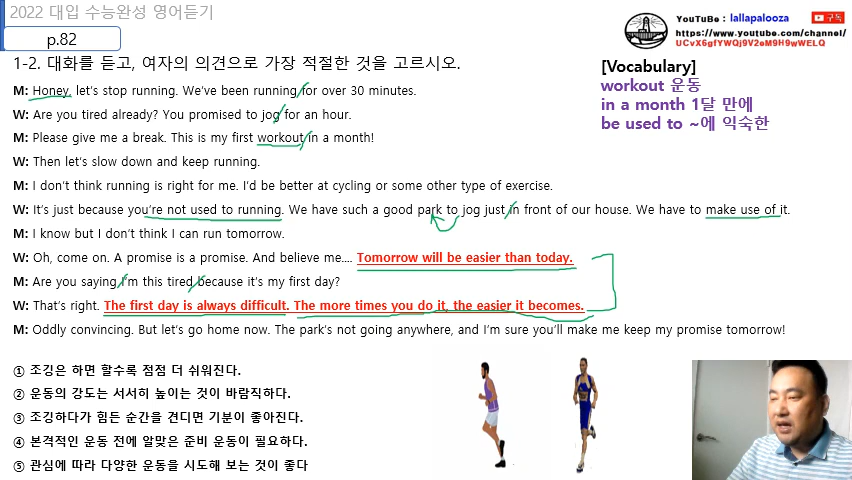 2022 대입 수능완성 영어듣기
p.82
YouTuBe : lallapalooza
구독
https://www.youtube.com/channel/
UCvX6gfYWQj9V2eM9H9wWELQ
1-2. 대화를 듣고, 여자의 의견으로 가장 적절한 것을 고르시오.
[Vocabulary]
workout 운동
in a month 1달 만에
be used to ~에 익숙한
M: Honey, let's stop running. We've been running for over 30 minutes.
W: Are you tired already? You promised to jog for an hour.
M: Please give me a break. This is my first workout in a month!
W: Then let's slow down and keep running.
M: I don't think running is right for me. I'd be better at cycling or some other type of exercise.
W: It's just because you're not used to running. We have such a good park to jog just in front of our house. We have to make use of it.
M: I know but I don't think I can run tomorrow.
W: Oh, come on. A promise is a promise. And believe me.... Tomorrow will be easier than today.
M: Are you saying I'm this tired because it's my first day?
W: That's right. The first day is always difficult. The more times you do it, the easier it becomes.
M: Oddly convincing. But let's go home now. The park's not going anywhere, and I'm sure you'll make me keep my promise tomorrow!
① 조깅은 하면 할수록 점점 더 쉬워진다.
② 운동의 강도는 서서히 높이는 것이 바람직하다.
③ 조깅하다가 힘든 순간을 견디면 기분이 좋아진다.
④ 본격적인 운동 전에 알맞은 준비 운동이 필요하다.
⑤ 관심에 따라 다양한 운동을 시도해 보는 것이 좋다